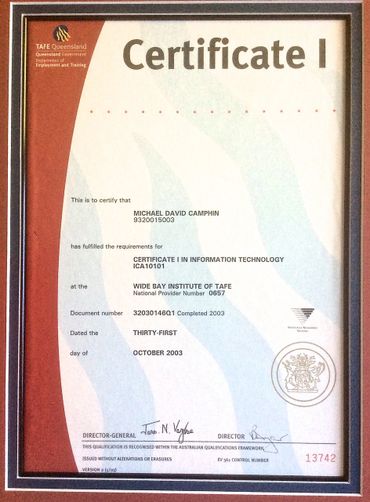 TAFE Queensland
Queensland Government
Department of
Employment and Training
Certificate I
This is to certify that
MICHAEL DAVID CAMPHIN
9320015003
has fulfilled the requirements for
CERTIFICATE I IN INFORMATION TECHNOLOGY
ICA10101
at the
WIDE BAY INSTITUTE OF TAFE
National Provider Number 0657
Document number
32030146Q1 Completed 2003
Dated the
THIRTY-FIRST
day of
OCTOBER 2003
DIRECTOR-GENERAL
DIRECTOR
THIS QUALIFICATION IS RECOGNISED WITHIN THE AUSTRALIAN QUALIFICATIONS FRAMEWORK
ISSUED WITHOUT ALTERATIONS OR ERASURES
EV 361 CONTROL NUMBER
13742